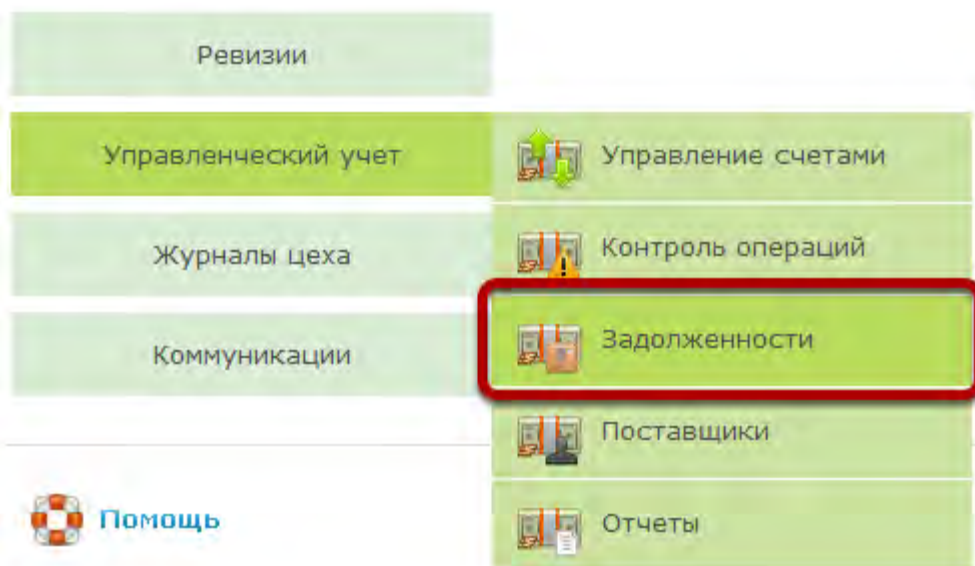 Ревизии
Управленческий учет
Журналы цеха
Коммуникации
Помощь
Управление счетами
Контроль операций
Задолженности
Поставщики
Отчеты